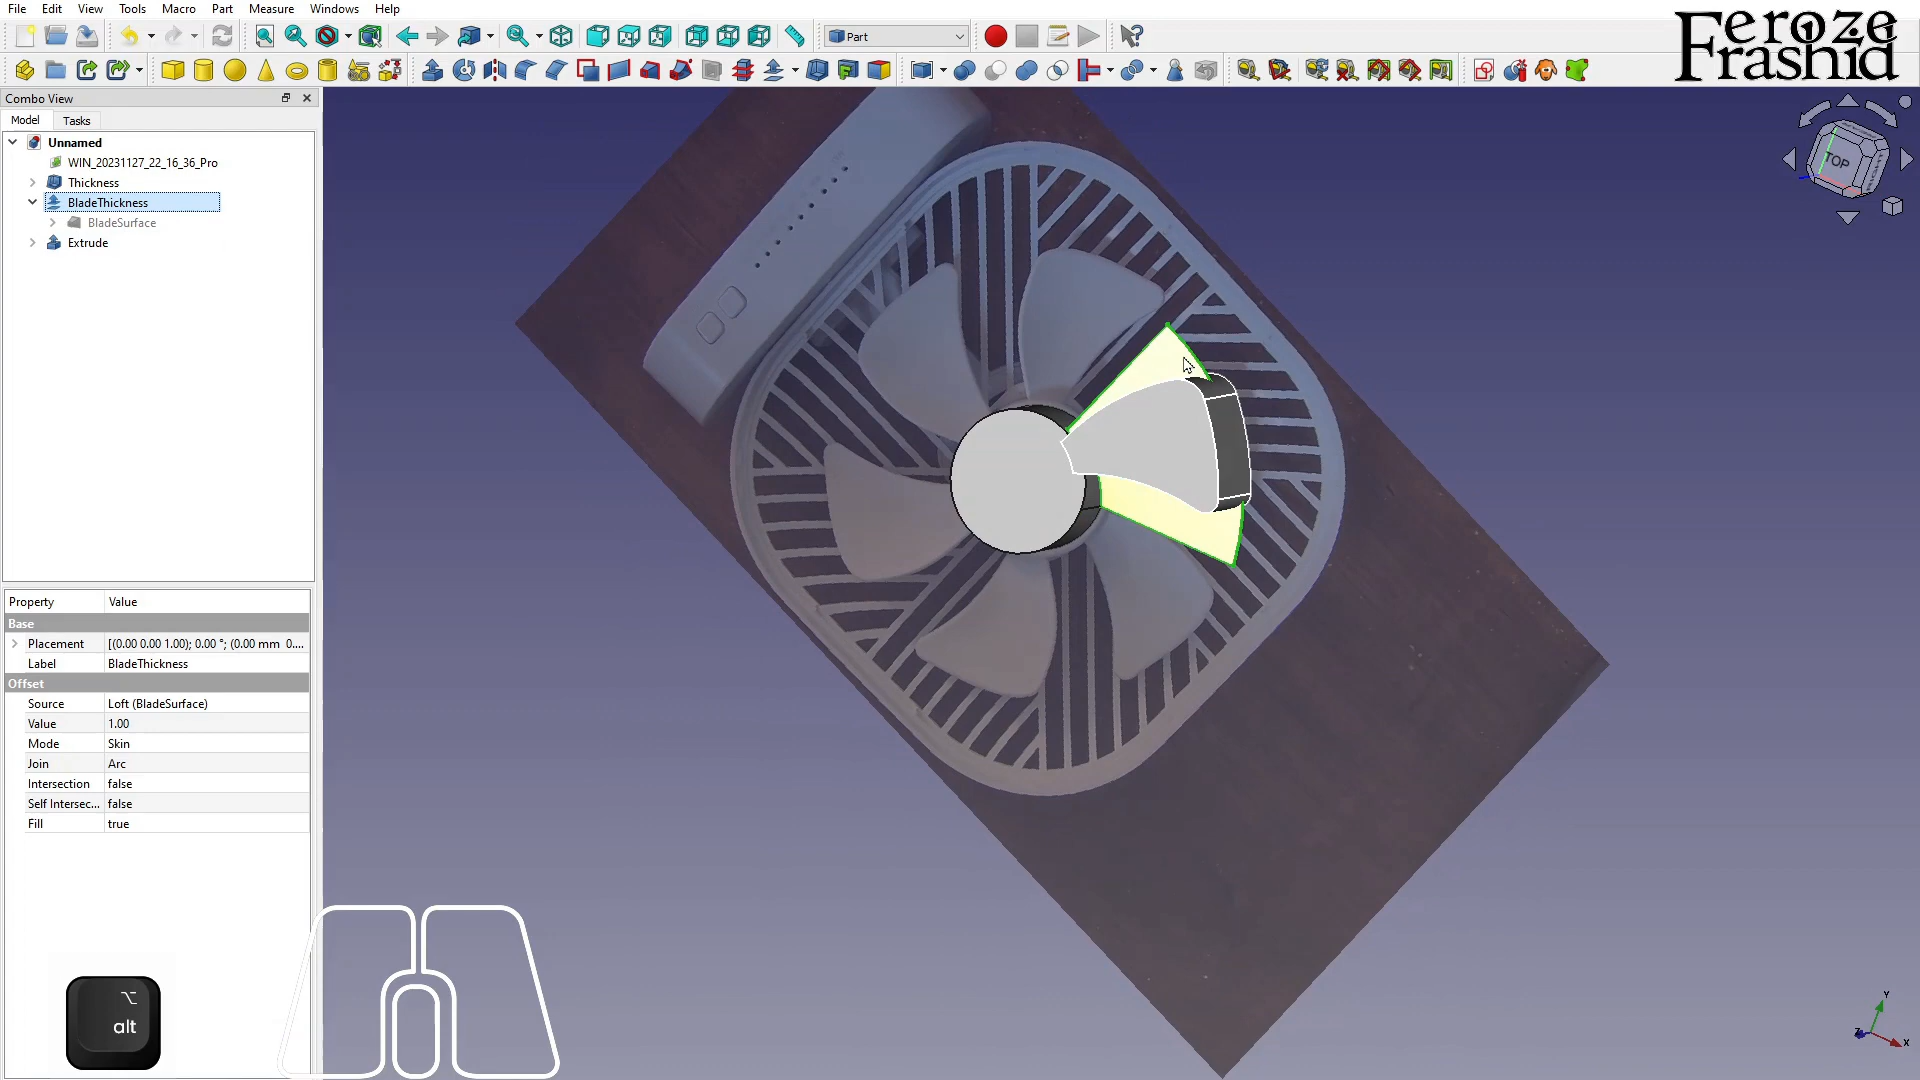 File Edit View Tools Macro Part Measure Windows Help
Part
Feroze
Frashid
Combo View
Model Tasks
Unnamed
WIN_20231127_22_16_36_Pro
Thickness
BladeThickness
BladeSurface
Extrude
TOP
Property Value
Base
Placement [(0.00 0.00 1.00); 0.00 °; (0.00 mm 0....
Label BladeThickness
Offset
Source Loft (BladeSurface)
Value 1.00
Mode Skin
Join Arc
Intersection false
Self Intersec... false
Fill true
alt
Y
Z
X